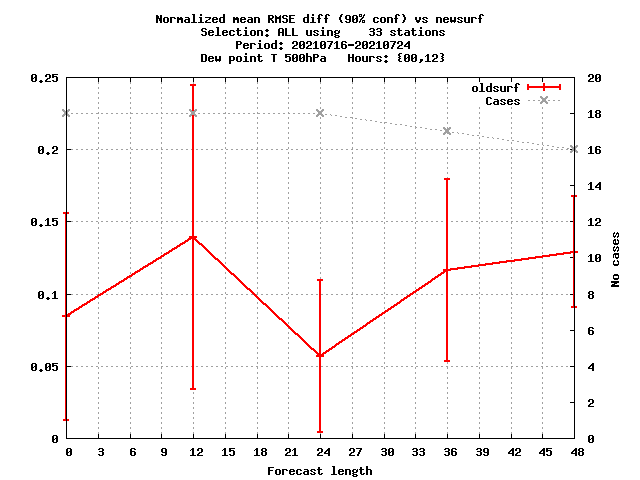 Normalized mean RMSE diff (90% conf) vs newsurf
Selection: ALL using    33 stations
Period: 20210716-20210724
Dew point T 500hPa   Hours: {00,12}
oldsurf
Cases
0.25
0.2
0.15
0.1
0.05
0
20
18
16
14
12
10
8
6
4
2
0
No cases
0 3 6 9 12 15 18 21 24 27 30 33 36 39 42 45 48
Forecast length